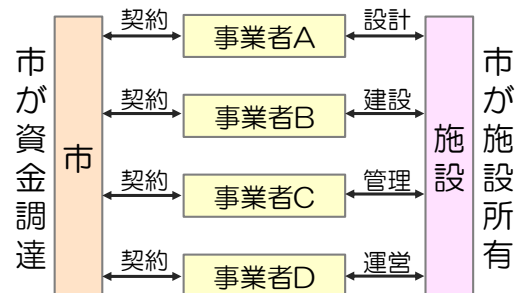 市が資金調達
市
契約
事業者A
設計
契約
事業者B
建設
契約
事業者C
管理
契約
事業者D
運営
施設
市が施設所有